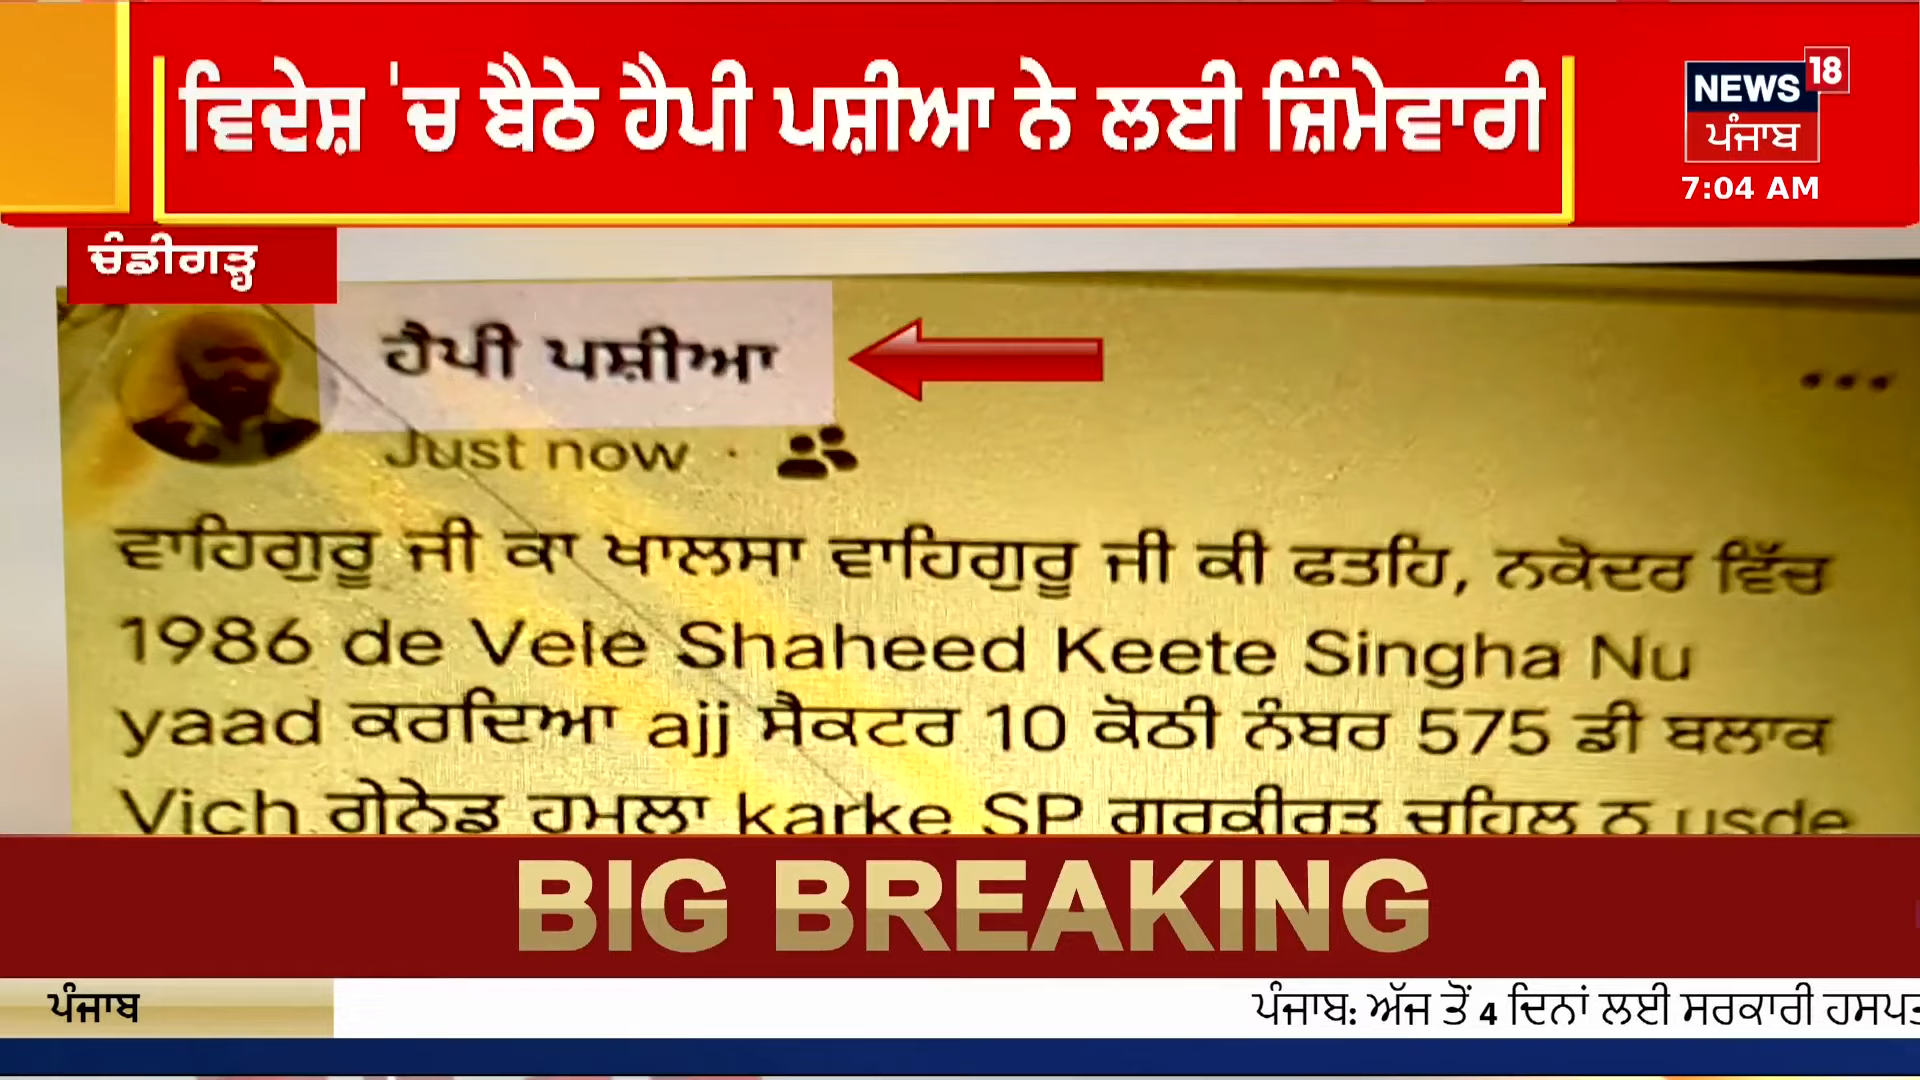 ਵਿਦੇਸ਼ 'ਚ ਬੈਠੇ ਹੈਪੀ ਪਸ਼ੀਆ ਨੇ ਲਈ ਜ਼ਿੰਮੇਵਾਰੀ
NEWS 18
ਪੰਜਾਬ
7:04 AM
ਚੰਡੀਗੜ੍ਹ
ਹੈਪੀ ਪਸ਼ੀਆ
Just now
ਵਾਹਿਗੁਰੂ ਜੀ ਕਾ ਖਾਲਸਾ ਵਾਹਿਗੁਰੂ ਜੀ ਕੀ ਫਤਹਿ, ਨਕੋਦਰ ਵਿੱਚ
1986 de Vele Shaheed Keete Singha Nu
yaad ਕਰਦਿਆ ajj ਸੈਕਟਰ 10 ਕੋਠੀ ਨੰਬਰ 575 ਡੀ ਬਲਾਕ
Vich ਗ੍ਰੇਨੇਡ ਹਮਲਾ karke SP ਗੁਰਕੀਰਤ ਚਹਿਲ ਨੂ usde
BIG BREAKING
ਪੰਜਾਬ
ਪੰਜਾਬ: ਅੱਜ ਤੋਂ 4 ਦਿਨਾਂ ਲਈ ਸਰਕਾਰੀ